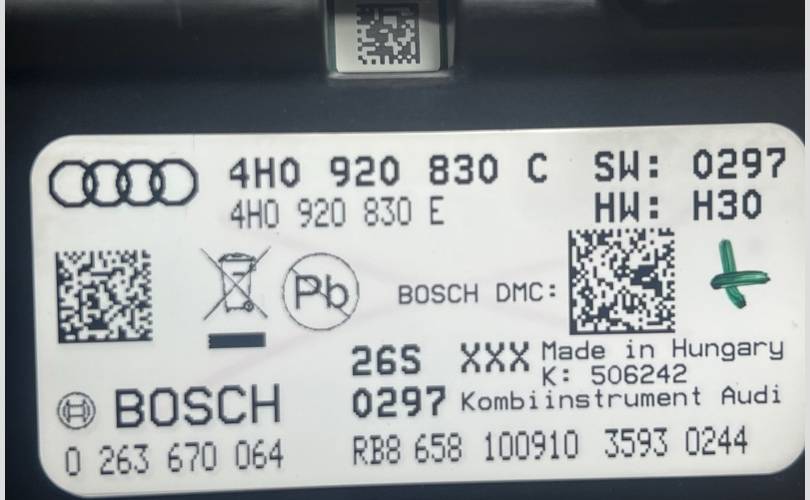 4H0 920 830 C SW: 0297
4H0 920 830 E HW: H30
Pb BOSCH DMC:
26S XXX Made in Hungary
K: 506242
BOSCH 0297 Kombiinstrument Audi
0 263 670 064 RB8 658 100910 3593 0244